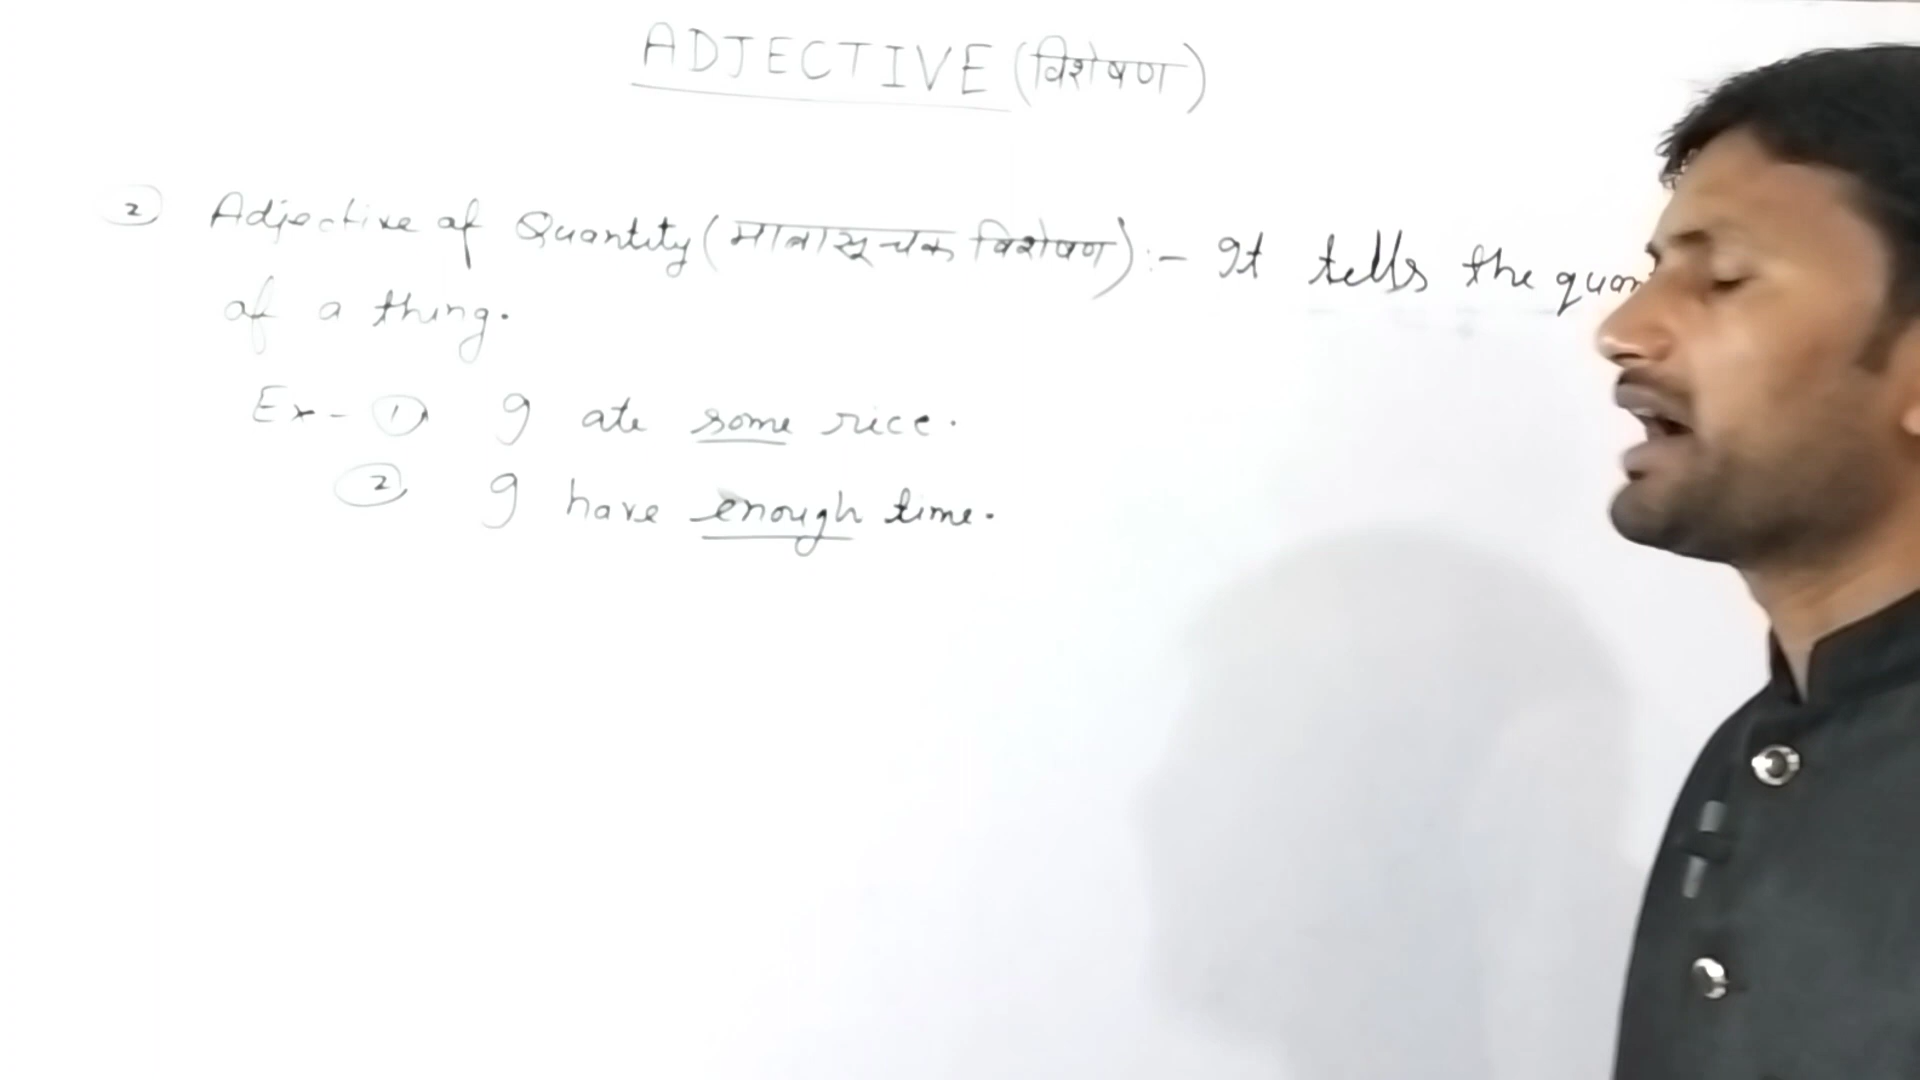 ADJECTIVE (विशेषण)
2 Adjective of Quantity (मात्रासूचक विशेषण) :- It tells the
of a thing.
Ex- 1 I ate some rice.
2 I have enough time.